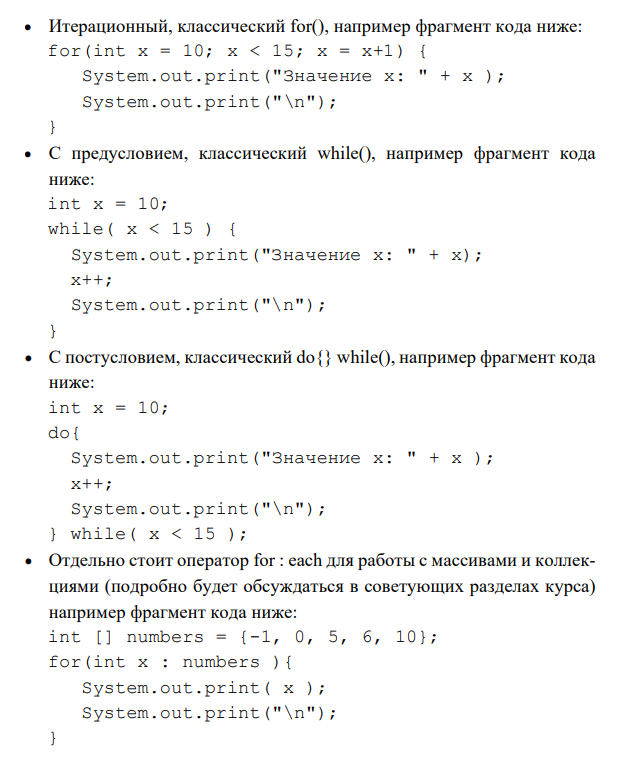 • Итерационный, классический for(), например фрагмент кода ниже:
for(int x = 10; x < 15; x = x+1) {
   System.out.print("Значение x: " + x );
   System.out.print("\n");
}
• С предусловием, классический while(), например фрагмент кода
ниже:
int x = 10;
while( x < 15 ) {
  System.out.print("Значение x: " + x);
  x++;
  System.out.print("\n");
}
• С постусловием, классический do{} while(), например фрагмент кода
ниже:
int x = 10;
do{
  System.out.print("Значение x: " + x );
  x++;
  System.out.print("\n");
} while( x < 15 );
• Отдельно стоит оператор for : each для работы с массивами и коллек-
циями (подробно будет обсуждаться в советующих разделах курса)
например фрагмент кода ниже:
int [] numbers = {-1, 0, 5, 6, 10};
for(int x : numbers ){
   System.out.print( x );
   System.out.print("\n");
}